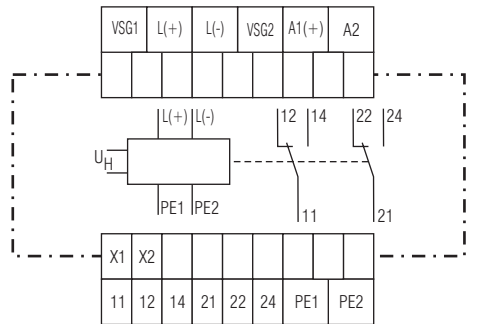 VSG1 L(+) L(-) VSG2 A1(+) A2
L(+) L(-) 12 14 22 24
UH
PE1 PE2 11 21
X1 X2
11 12 14 21 22 24 PE1 PE2